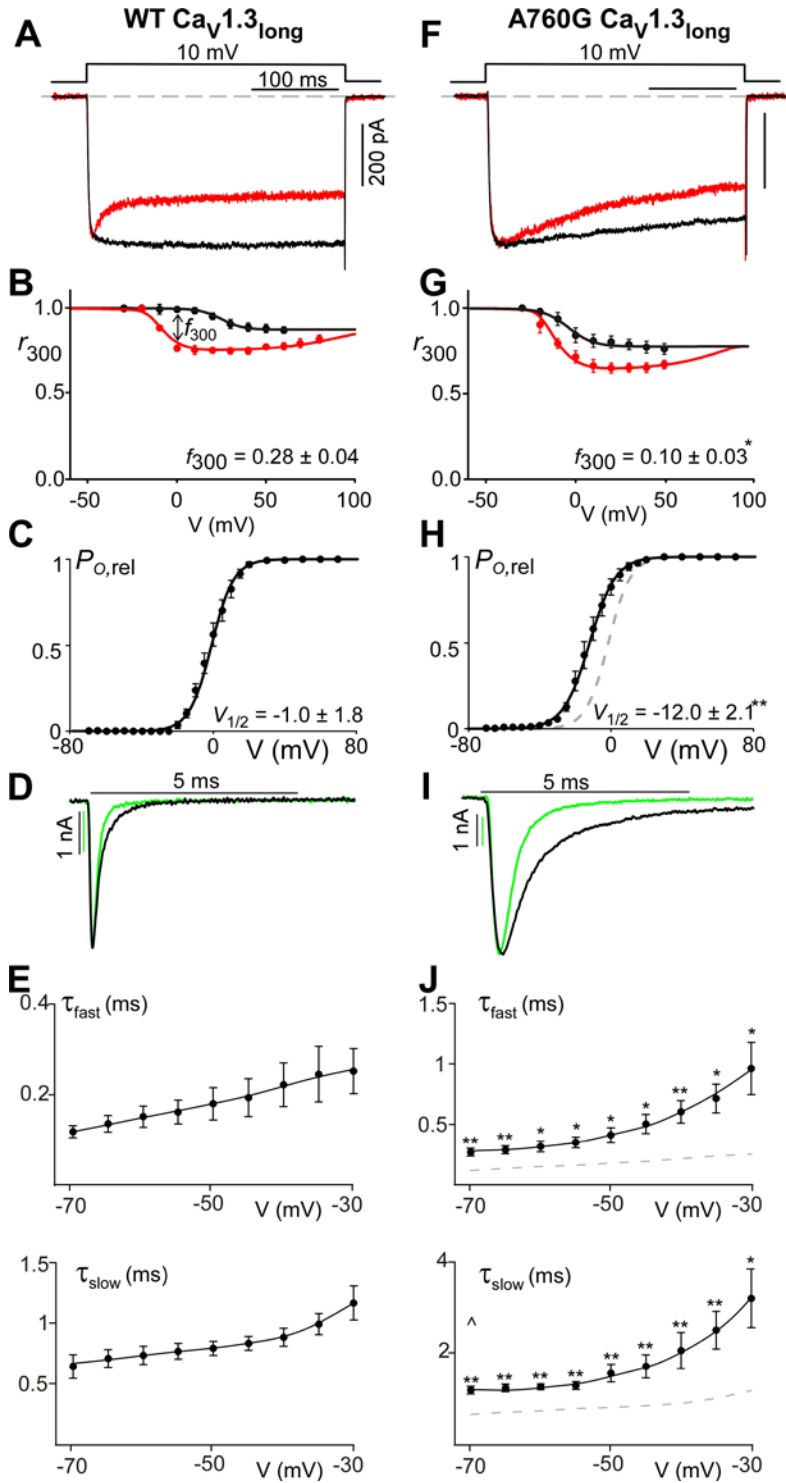 WT CaV1.3long
A
10 mV
100 ms
200 pA
B
1.0
r300
f300
0.5
f300 = 0.28 ± 0.04
0.0
-50 0 50 100
V (mV)
C
1
PO,rel
0.5
V1/2 = -1.0 ± 1.8
0
-80 0 80
V (mV)
D
5 ms
1 nA
E
0.4
τfast (ms)
0.2
-70 -50 -30
V (mV)
1.5
τslow (ms)
1
0.5
-70 -50 -30
V (mV)
A760G CaV1.3long
F
10 mV
G
1.0
r300
0.5
f300 = 0.10 ± 0.03*
0.0
-50 0 50 100
V (mV)
H
1
PO,rel
0.5
V1/2 = -12.0 ± 2.1**
0
-80 0 80
V (mV)
I
5 ms
1 nA
J
1.5
τfast (ms)
1
0.5
** ** * * * * ** * *
-70 -50 -30
V (mV)
4
τslow (ms)
^
2
** ** ** ** ** ** ** ** *
-70 -50 -30
V (mV)